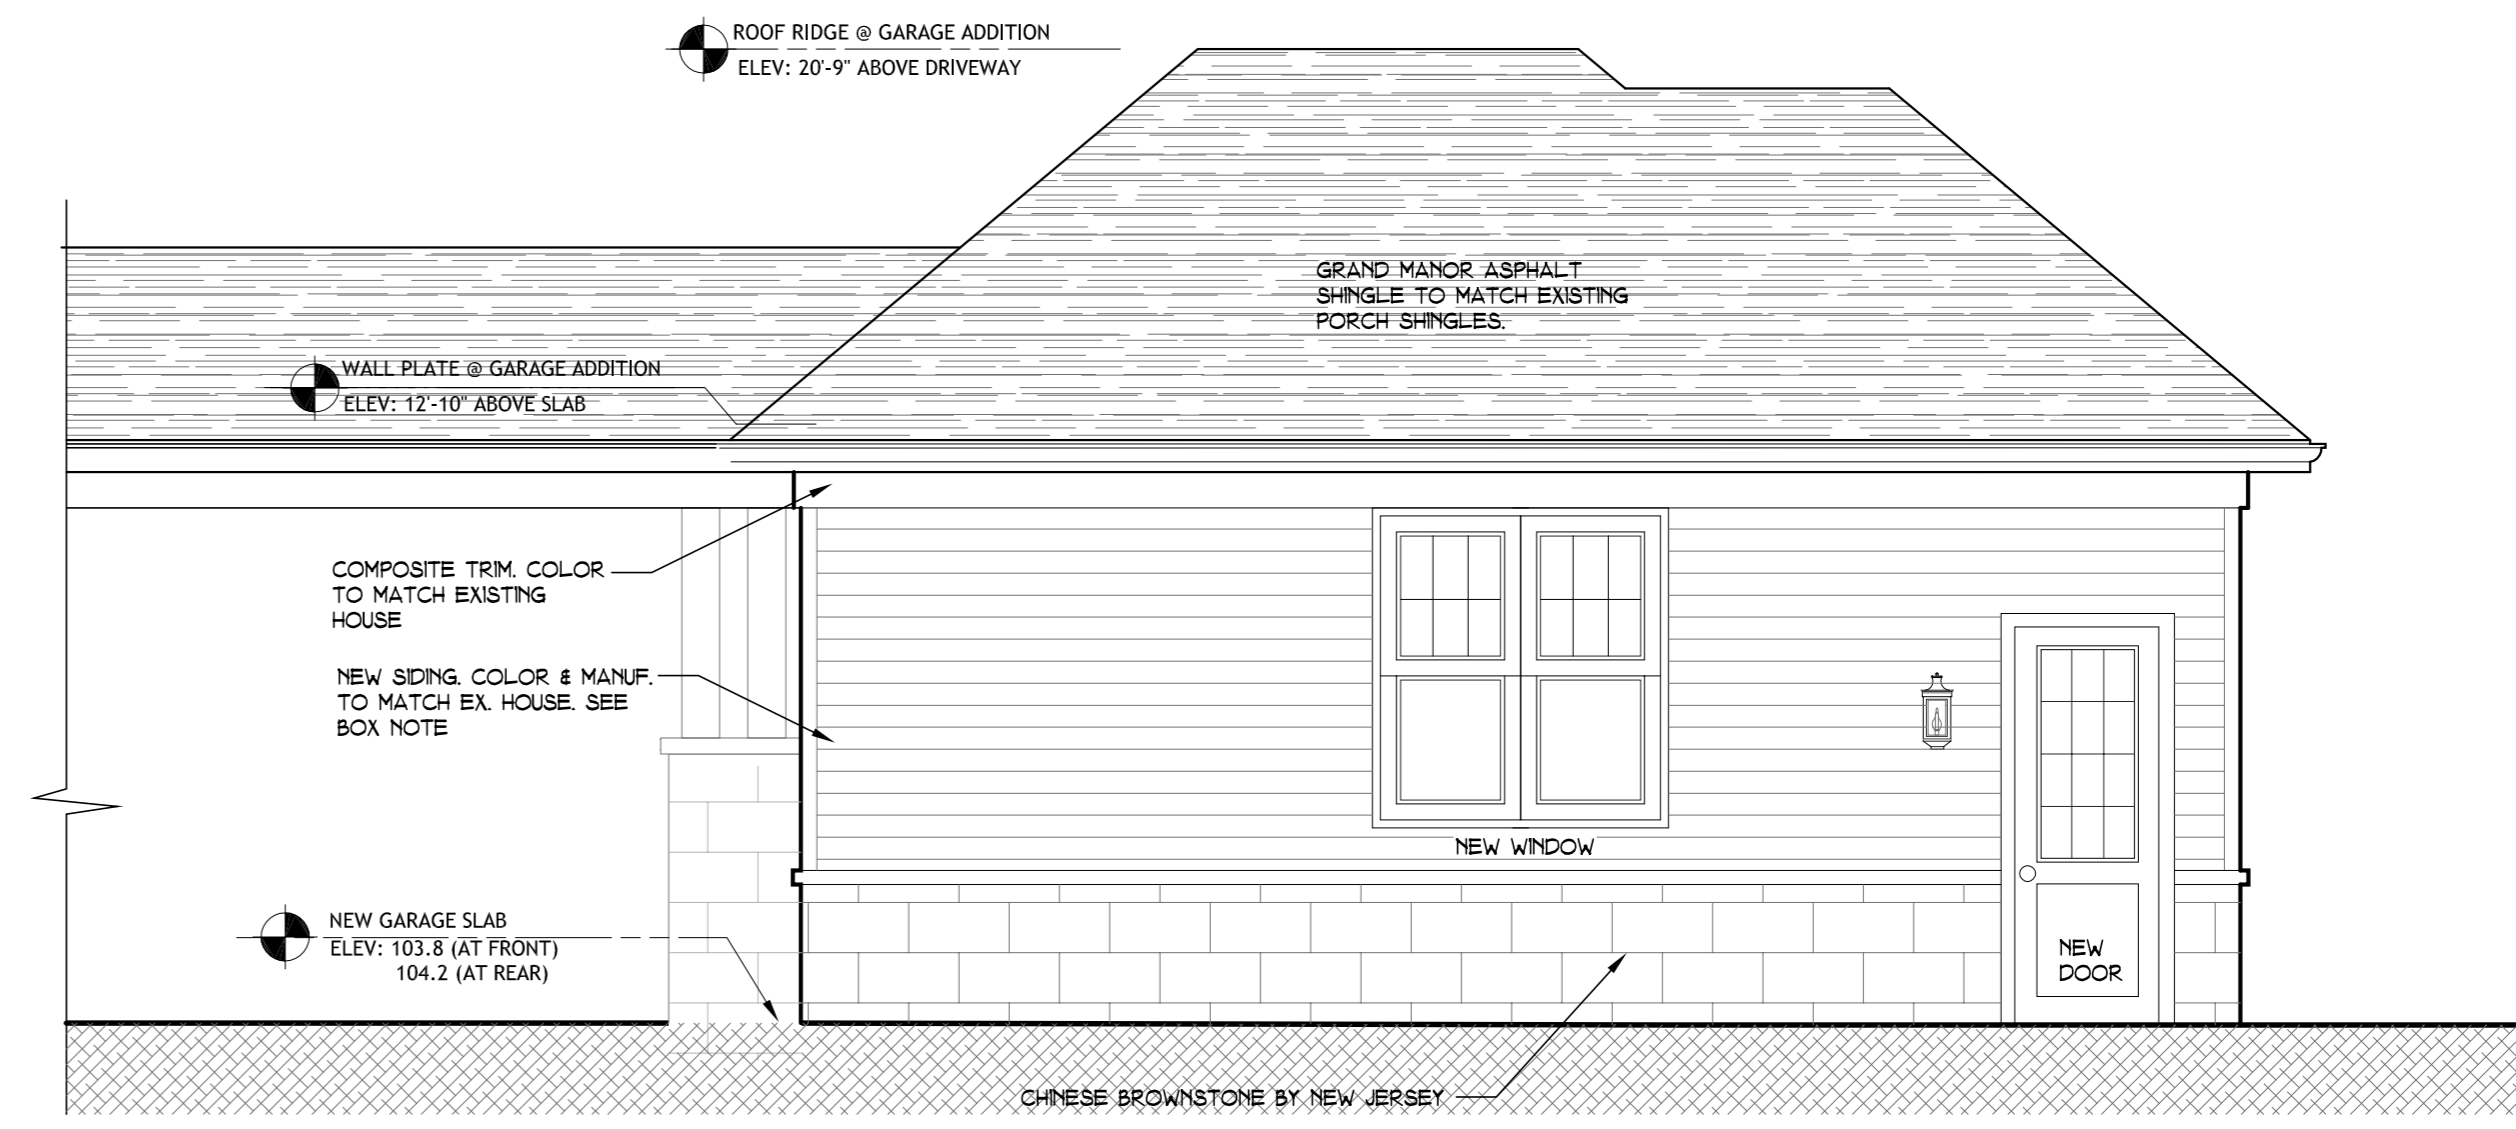 ROOF RIDGE @ GARAGE ADDITION
ELEV: 20'-9" ABOVE DRIVEWAY
GRAND MANOR ASPHALT
SHINGLE TO MATCH EXISTING
PORCH SHINGLES.
WALL PLATE @ GARAGE ADDITION
ELEV: 12'-10" ABOVE SLAB
COMPOSITE TRIM. COLOR
TO MATCH EXISTING
HOUSE
NEW SIDING. COLOR & MANUF.
TO MATCH EX. HOUSE. SEE
BOX NOTE
NEW WINDOW
NEW GARAGE SLAB
ELEV: 103.8 (AT FRONT)
104.2 (AT REAR)
NEW
DOOR
CHINESE BROWNSTONE BY NEW JERSEY